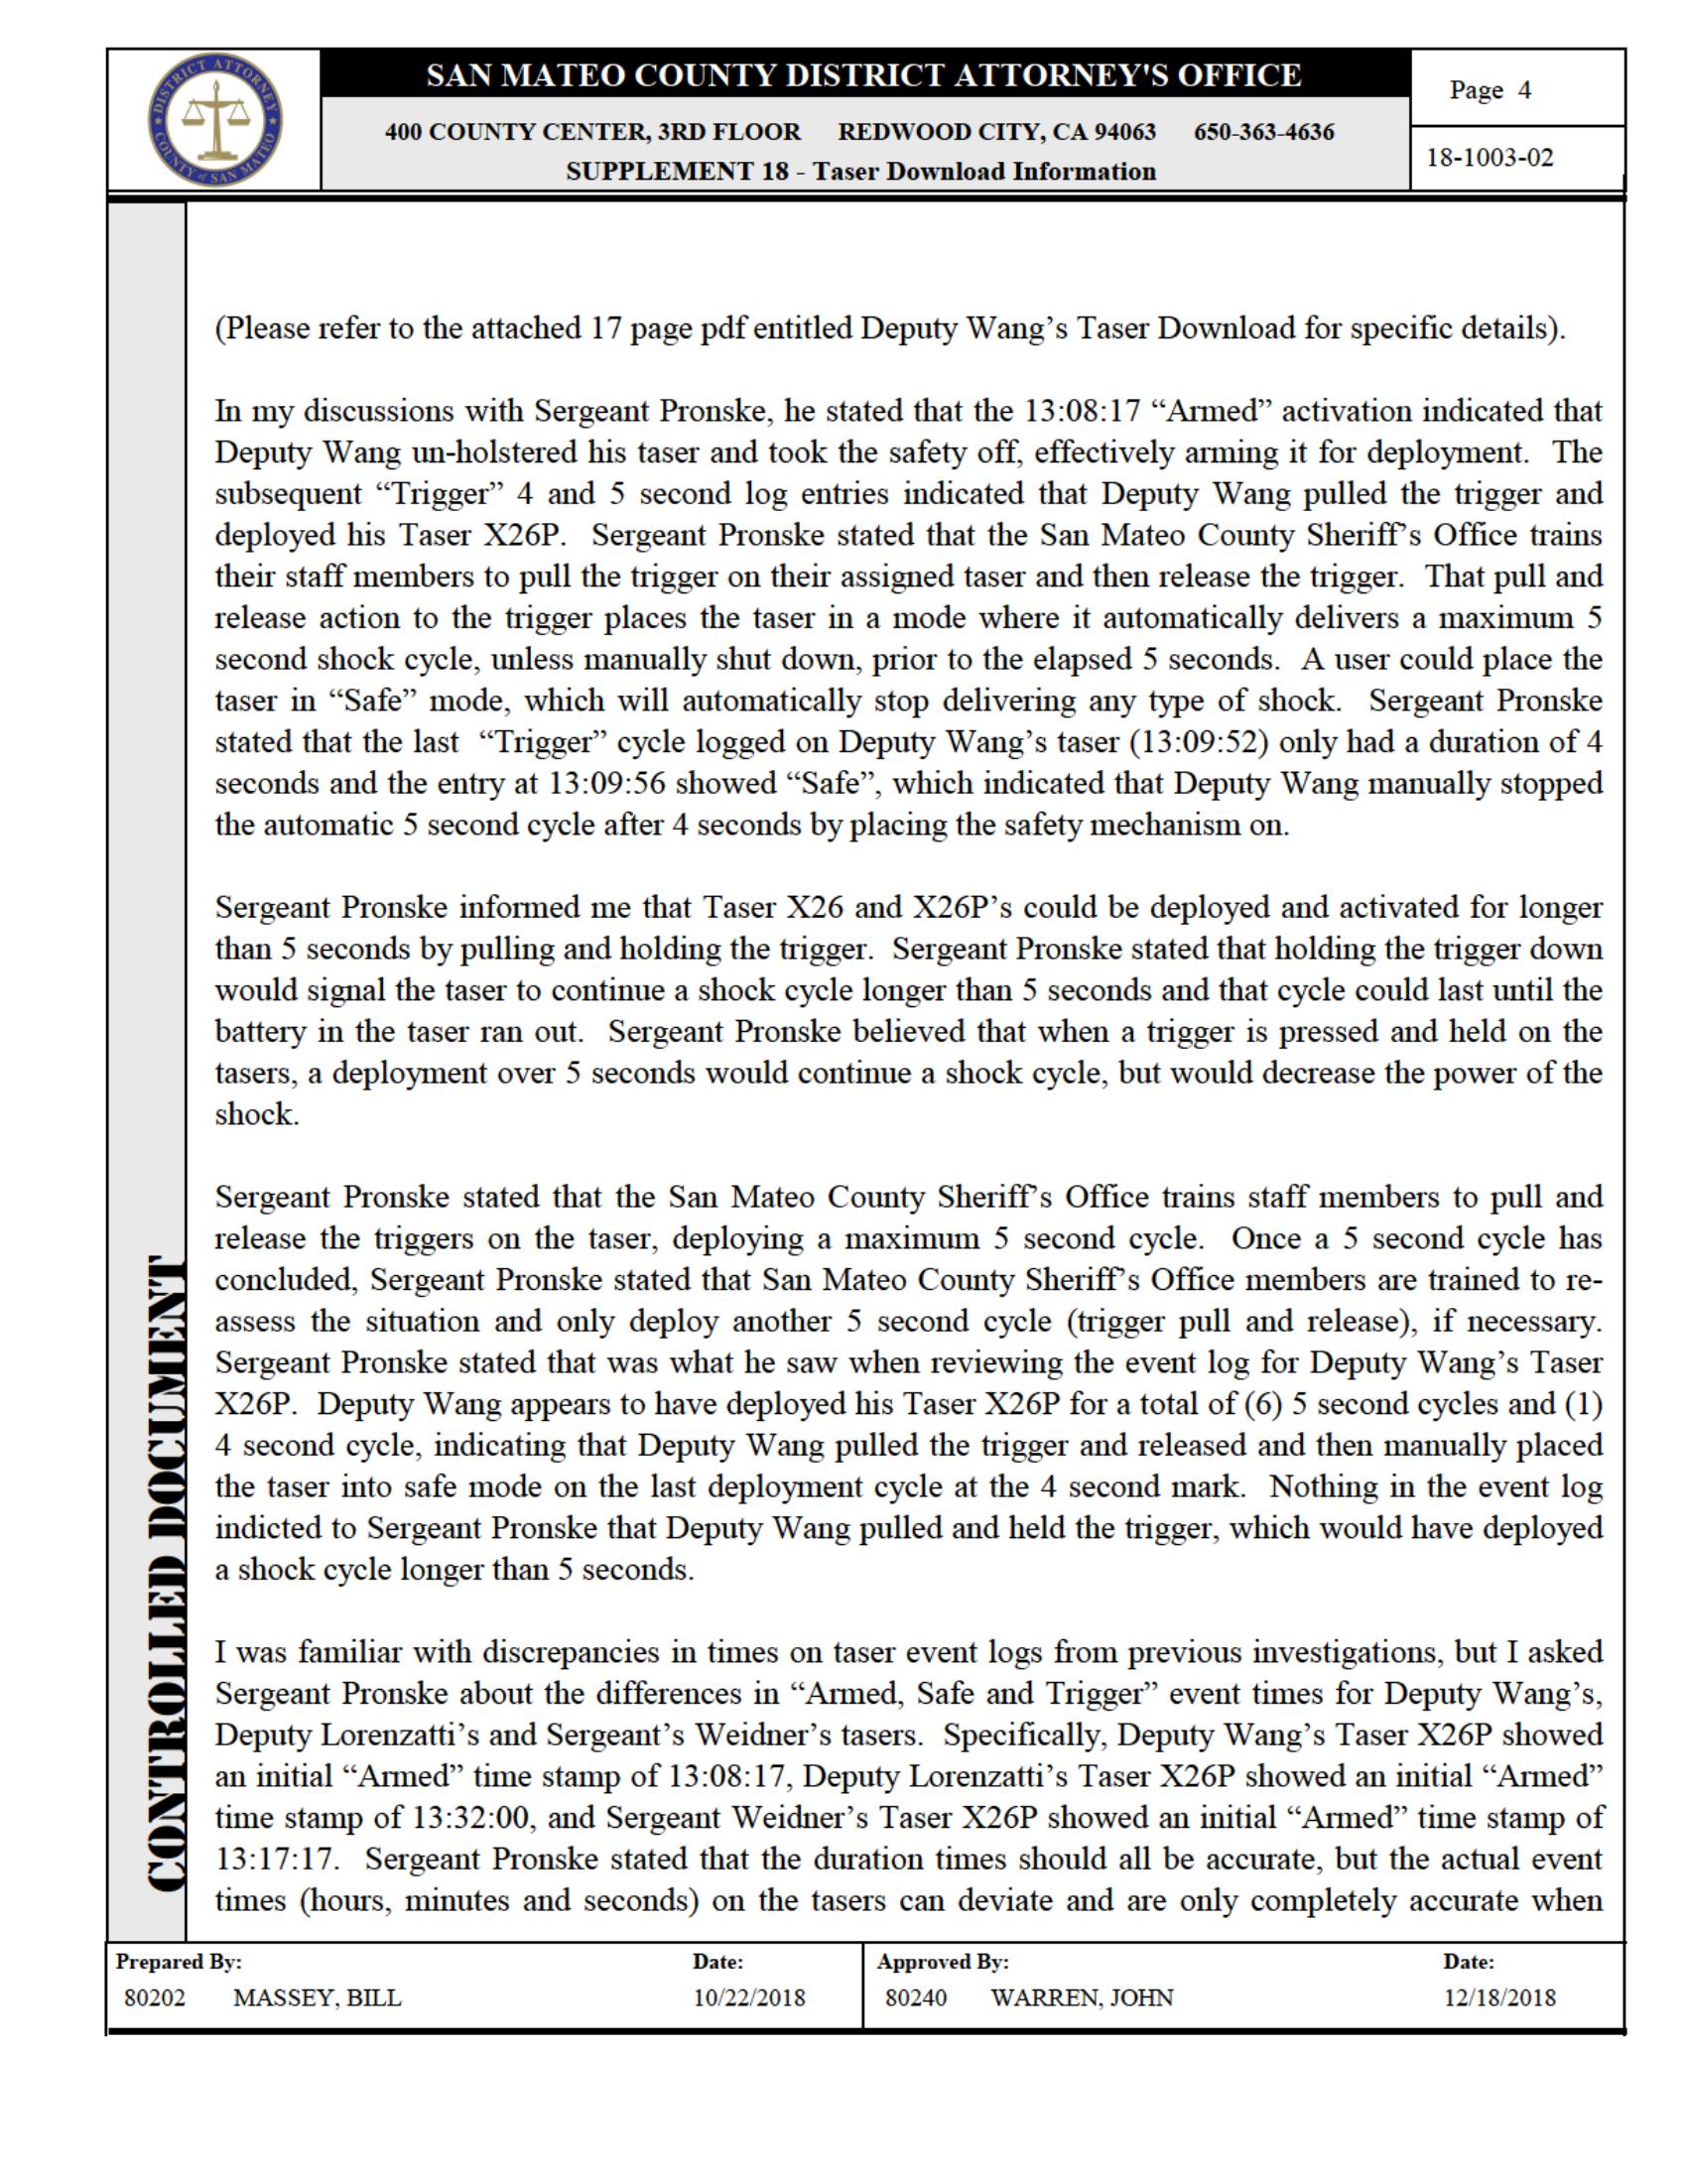 DISTRICT ATTORNEY
COUNTY of SAN MATEO
SAN MATEO COUNTY DISTRICT ATTORNEY'S OFFICE
400 COUNTY CENTER, 3RD FLOOR REDWOOD CITY, CA 94063 650-363-4636
SUPPLEMENT 18 - Taser Download Information
Page 4
18-1003-02
(Please refer to the attached 17 page pdf entitled Deputy Wang’s Taser Download for specific details).
In my discussions with Sergeant Pronske, he stated that the 13:08:17 “Armed” activation indicated that
Deputy Wang un-holstered his taser and took the safety off, effectively arming it for deployment. The
subsequent “Trigger” 4 and 5 second log entries indicated that Deputy Wang pulled the trigger and
deployed his Taser X26P. Sergeant Pronske stated that the San Mateo County Sheriff’s Office trains
their staff members to pull the trigger on their assigned taser and then release the trigger. That pull and
release action to the trigger places the taser in a mode where it automatically delivers a maximum 5
second shock cycle, unless manually shut down, prior to the elapsed 5 seconds. A user could place the
taser in “Safe” mode, which will automatically stop delivering any type of shock. Sergeant Pronske
stated that the last “Trigger” cycle logged on Deputy Wang’s taser (13:09:52) only had a duration of 4
seconds and the entry at 13:09:56 showed “Safe”, which indicated that Deputy Wang manually stopped
the automatic 5 second cycle after 4 seconds by placing the safety mechanism on.
Sergeant Pronske informed me that Taser X26 and X26P’s could be deployed and activated for longer
than 5 seconds by pulling and holding the trigger. Sergeant Pronske stated that holding the trigger down
would signal the taser to continue a shock cycle longer than 5 seconds and that cycle could last until the
battery in the taser ran out. Sergeant Pronske believed that when a trigger is pressed and held on the
tasers, a deployment over 5 seconds would continue a shock cycle, but would decrease the power of the
shock.
Sergeant Pronske stated that the San Mateo County Sheriff’s Office trains staff members to pull and
release the triggers on the taser, deploying a maximum 5 second cycle. Once a 5 second cycle has
concluded, Sergeant Pronske stated that San Mateo County Sheriff’s Office members are trained to re-
assess the situation and only deploy another 5 second cycle (trigger pull and release), if necessary.
Sergeant Pronske stated that was what he saw when reviewing the event log for Deputy Wang’s Taser
X26P. Deputy Wang appears to have deployed his Taser X26P for a total of (6) 5 second cycles and (1)
4 second cycle, indicating that Deputy Wang pulled the trigger and released and then manually placed
the taser into safe mode on the last deployment cycle at the 4 second mark. Nothing in the event log
indicted to Sergeant Pronske that Deputy Wang pulled and held the trigger, which would have deployed
a shock cycle longer than 5 seconds.
I was familiar with discrepancies in times on taser event logs from previous investigations, but I asked
Sergeant Pronske about the differences in “Armed, Safe and Trigger” event times for Deputy Wang’s,
Deputy Lorenzatti’s and Sergeant’s Weidner’s tasers. Specifically, Deputy Wang’s Taser X26P showed
an initial “Armed” time stamp of 13:08:17, Deputy Lorenzatti’s Taser X26P showed an initial “Armed”
time stamp of 13:32:00, and Sergeant Weidner’s Taser X26P showed an initial “Armed” time stamp of
13:17:17. Sergeant Pronske stated that the duration times should all be accurate, but the actual event
times (hours, minutes and seconds) on the tasers can deviate and are only completely accurate when
CONTROLLED DOCUMENT
Prepared By: Date: Approved By: Date:
80202 MASSEY, BILL 10/22/2018 80240 WARREN, JOHN 12/18/2018